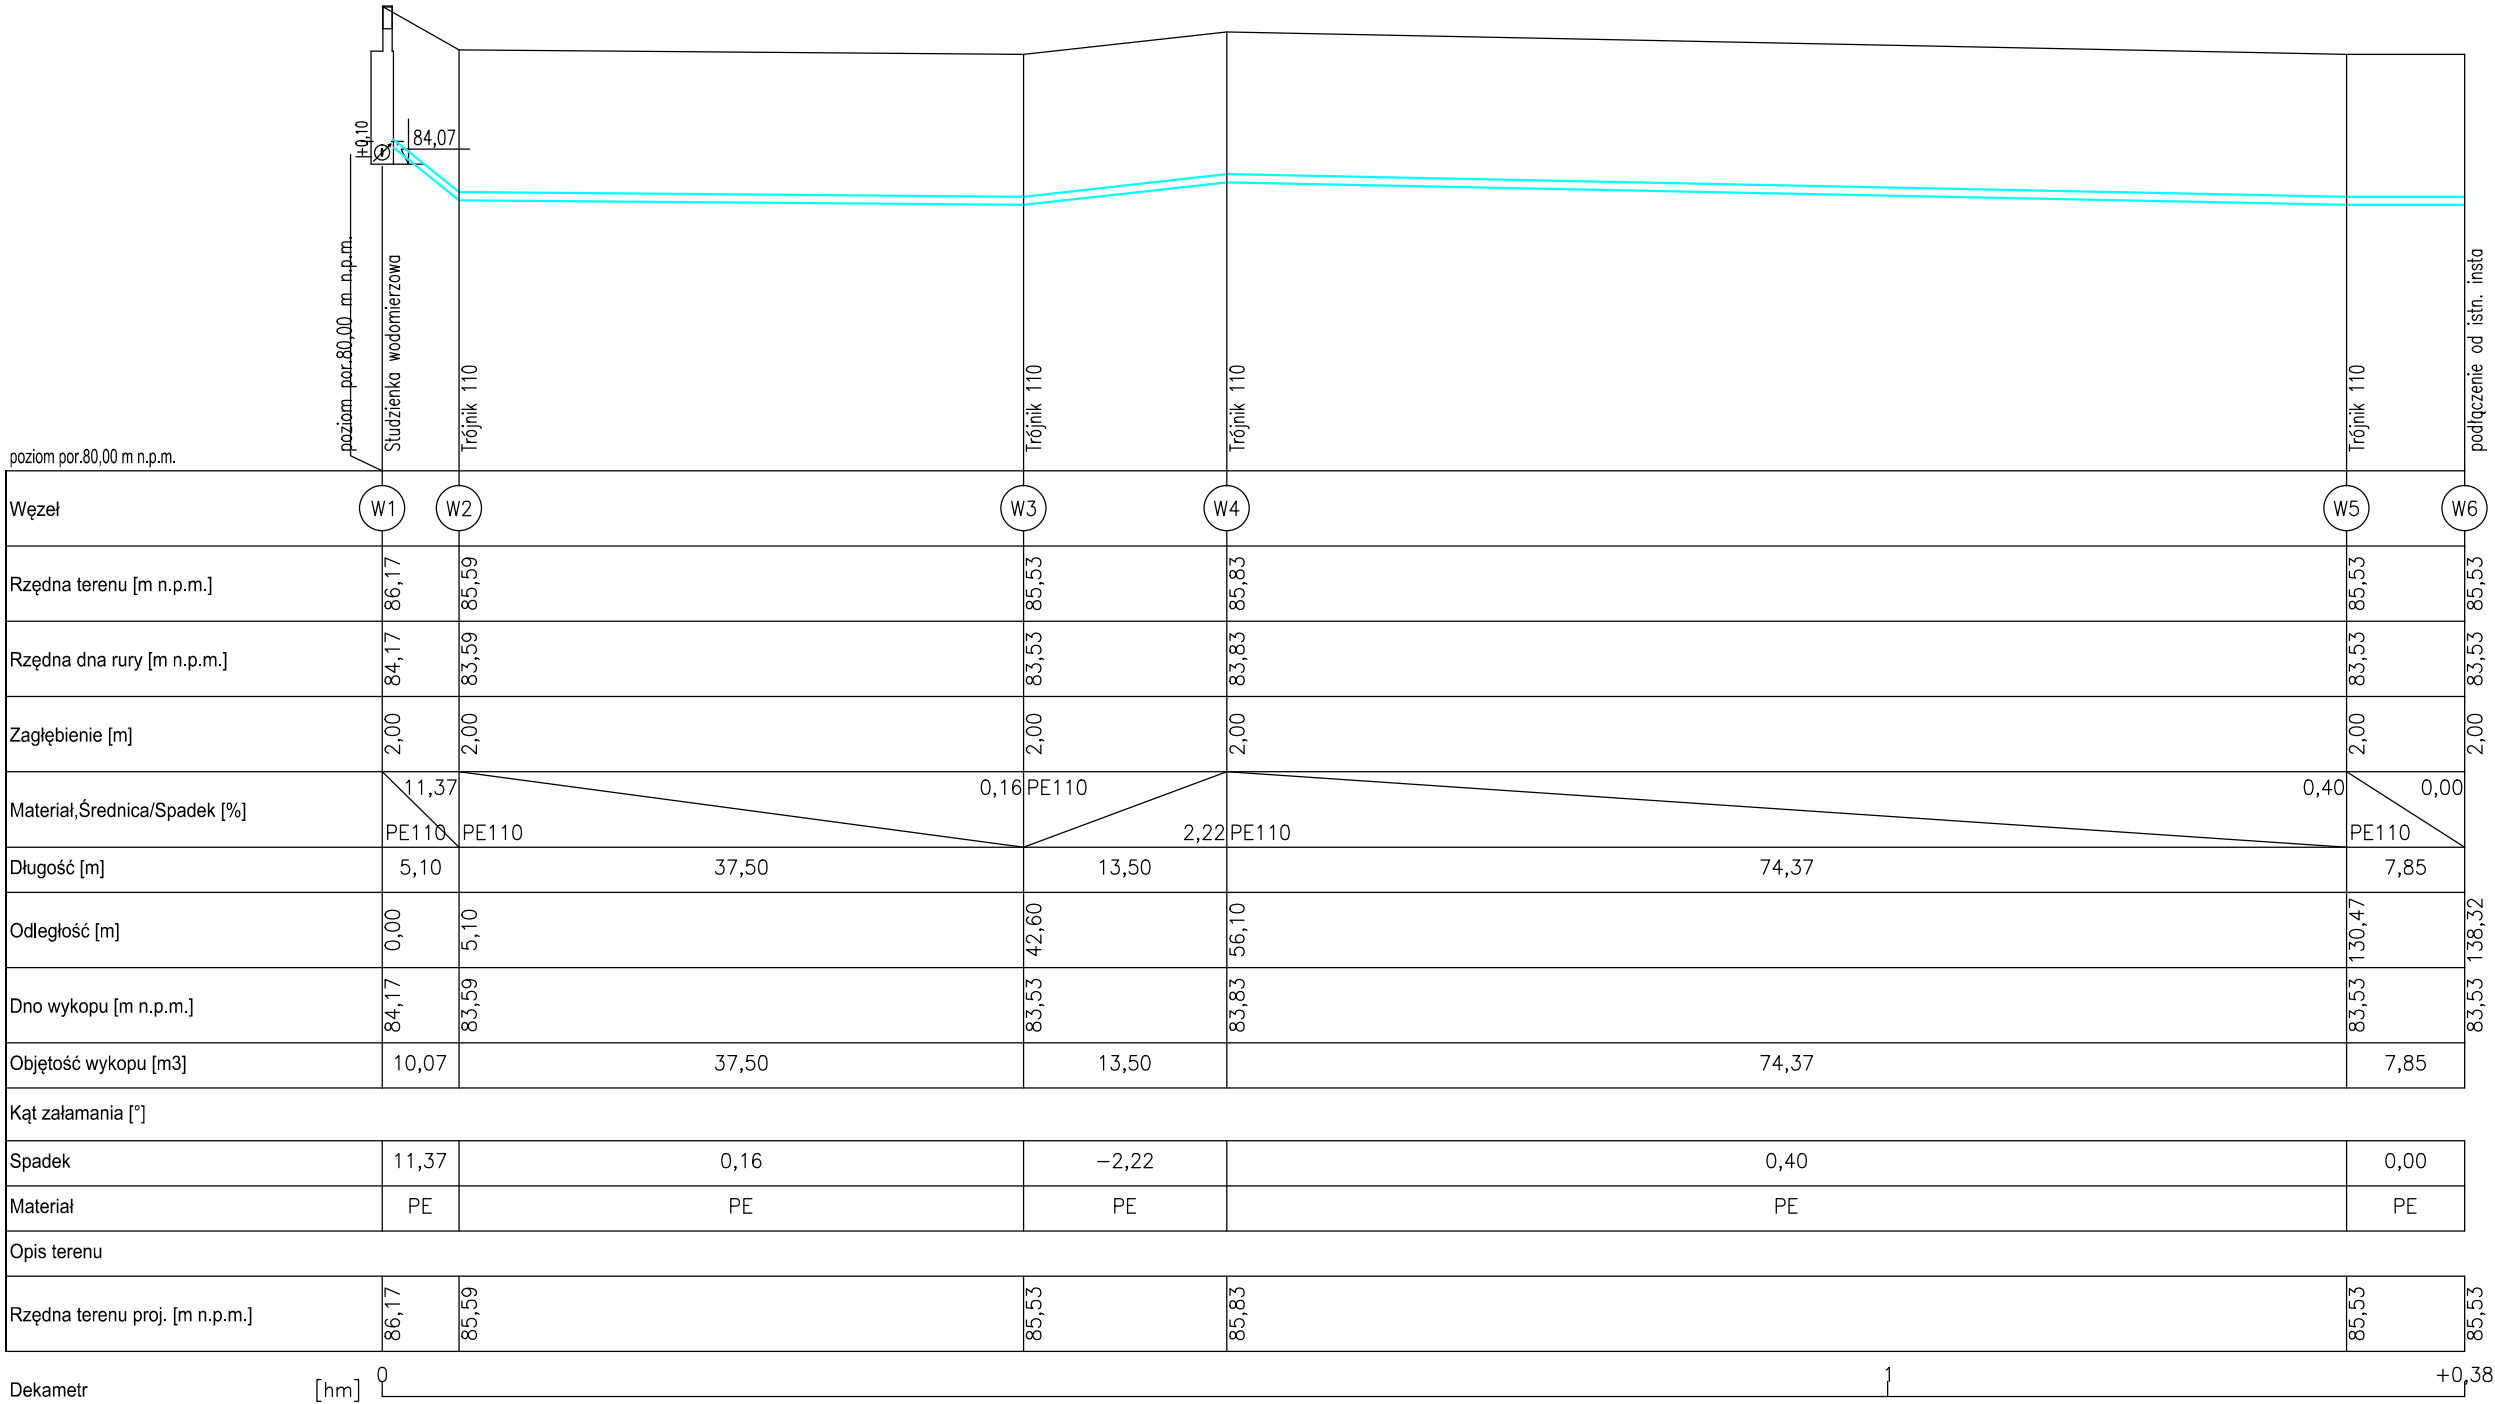 +0,10
84,07
poziom por.80,00 m n.p.m.
Studzienka wodomierzowa
Trójnik 110
Trójnik 110
Trójnik 110
Trójnik 110
podłączenie od istn. insta
poziom por.80,00 m n.p.m.
Węzeł W1 W2 W3 W4 W5 W6
Rzędna terenu [m n.p.m.] 86,17 85,59 85,53 85,83 85,53 85,53
Rzędna dna rury [m n.p.m.] 84,17 83,59 83,53 83,83 83,53 83,53
Zagłębienie [m] 2,00 2,00 2,00 2,00 2,00 2,00
11,37 0,16 PE110 0,40 0,00
Materiał,Średnica/Spadek [%]
PE110 PE110 2,22 PE110 PE110
Długość [m] 5,10 37,50 13,50 74,37 7,85
Odległość [m] 0,00 5,10 42,60 56,10 130,47 138,32
Dno wykopu [m n.p.m.] 84,17 83,59 83,53 83,83 83,53 83,53
Objętość wykopu [m3] 10,07 37,50 13,50 74,37 7,85
Kąt załamania [°]
Spadek 11,37 0,16 -2,22 0,40 0,00
Materiał PE PE PE PE PE
Opis terenu
Rzędna terenu proj. [m n.p.m.] 86,17 85,59 85,53 85,83 85,53 85,53
0 1 +0,38
Dekametr [hm]